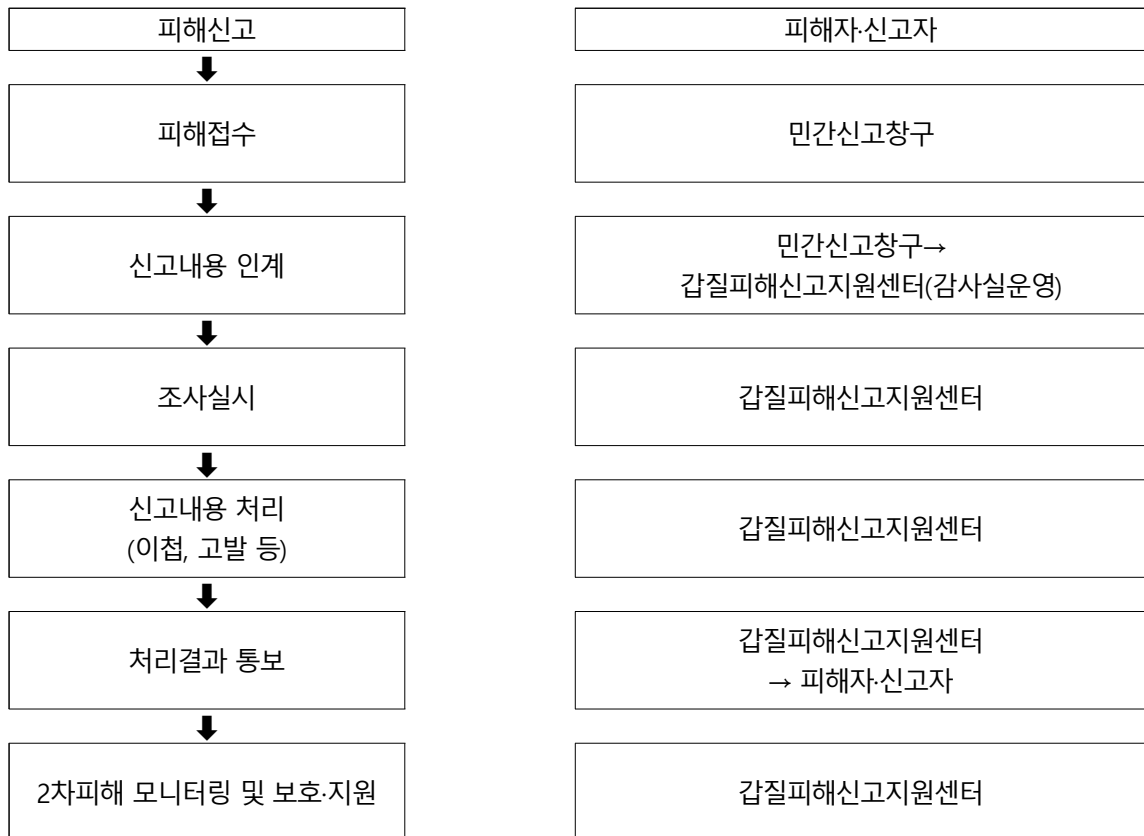 피해신고
피해자·신고자
피해접수
민간신고창구
신고내용 인계
민간신고창구→
갑질피해신고지원센터(감사실운영)
조사실시
갑질피해신고지원센터
신고내용 처리
(이첩, 고발 등)
갑질피해신고지원센터
처리결과 통보
갑질피해신고지원센터
→ 피해자·신고자
2차피해 모니터링 및 보호·지원
갑질피해신고지원센터